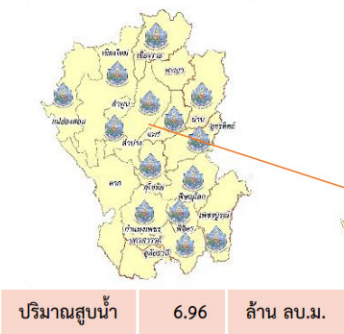 เชียงใหม่
เชียงราย
พะเยา
แม่ฮ่องสอน
ลำพูน
น่าน
แพร่
อุตรดิตถ์
ลำปาง
ตาก
สุโขทัย
พิษณุโลก
เพชรบูรณ์
กำแพงเพชร
พิจิตร
นครสวรรค์
อุทัยธานี
ปริมาณสูบน้ำ 6.96 ล้าน ลบ.ม.